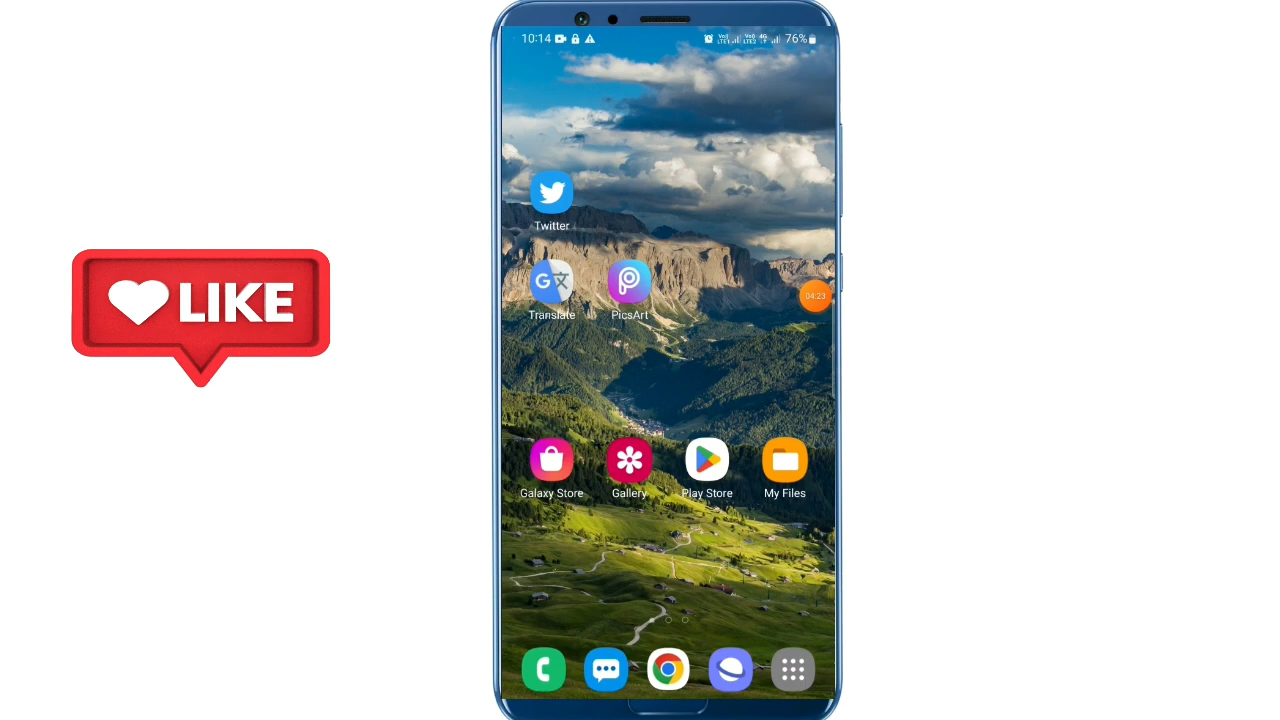 10:14
76%
LIKE
Twitter
Translate
PicsArt
04:23
Galaxy Store
Gallery
Play Store
My Files